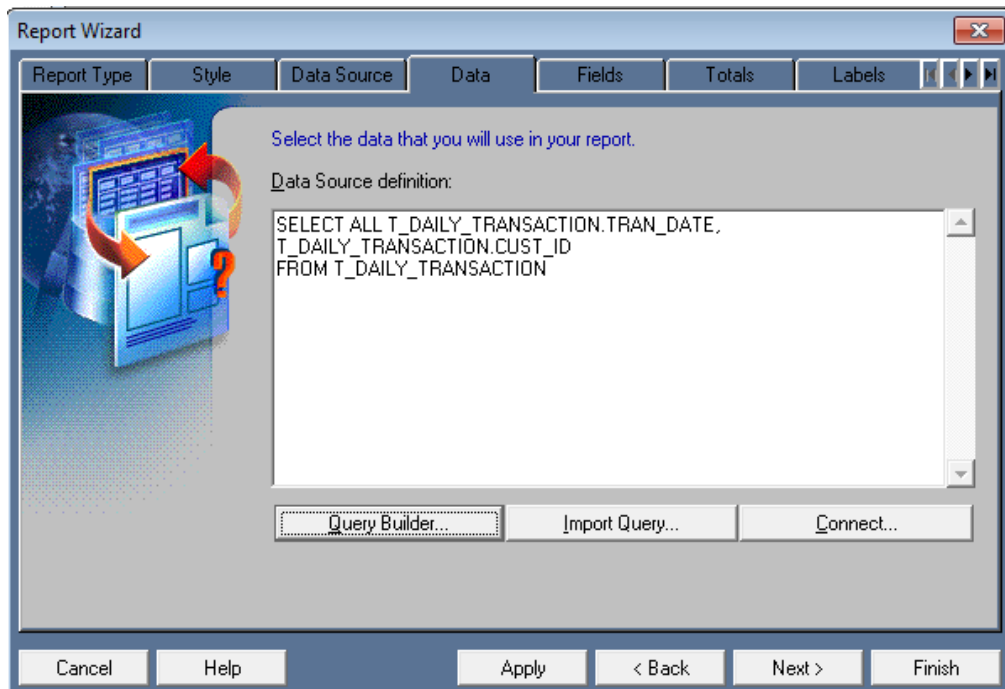 Report Wizard
Report Type Style Data Source Data Fields Totals Labels
Select the data that you will use in your report.
Data Source definition:
SELECT ALL T_DAILY_TRANSACTION.TRAN_DATE,
T_DAILY_TRANSACTION.CUST_ID
FROM T_DAILY_TRANSACTION
?
Query Builder... Import Query... Connect...
Cancel Help Apply < Back Next > Finish